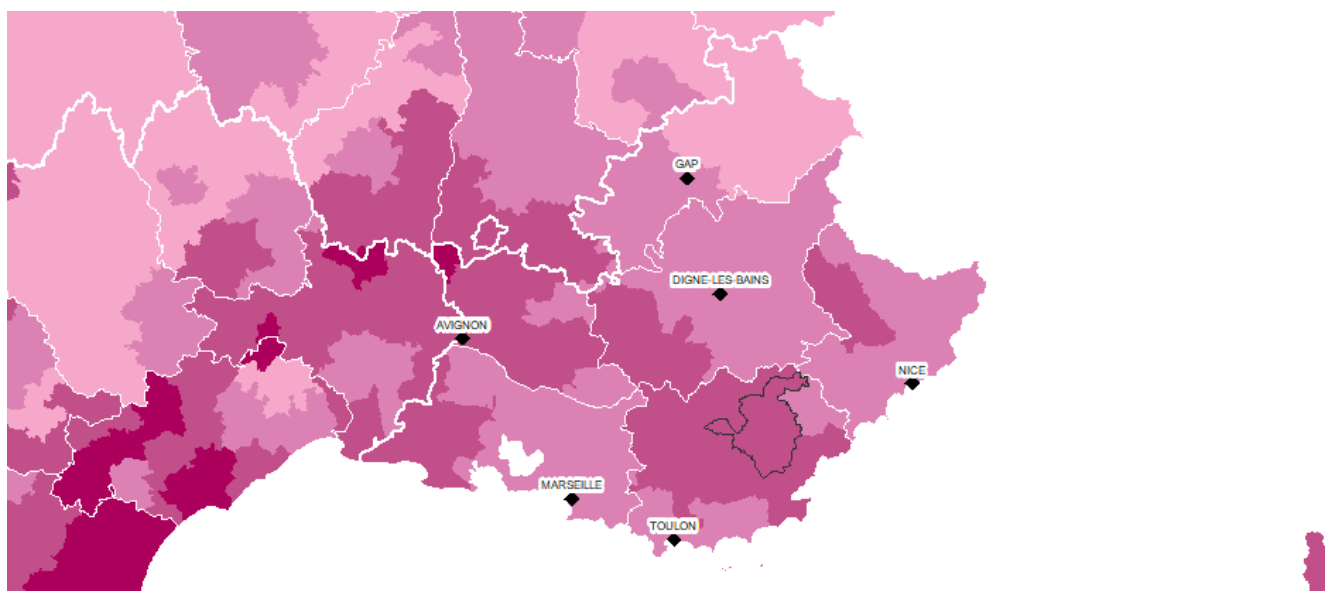 GAP
DIGNE-LES-BAINS
AVIGNON
NICE
MARSEILLE
TOULON